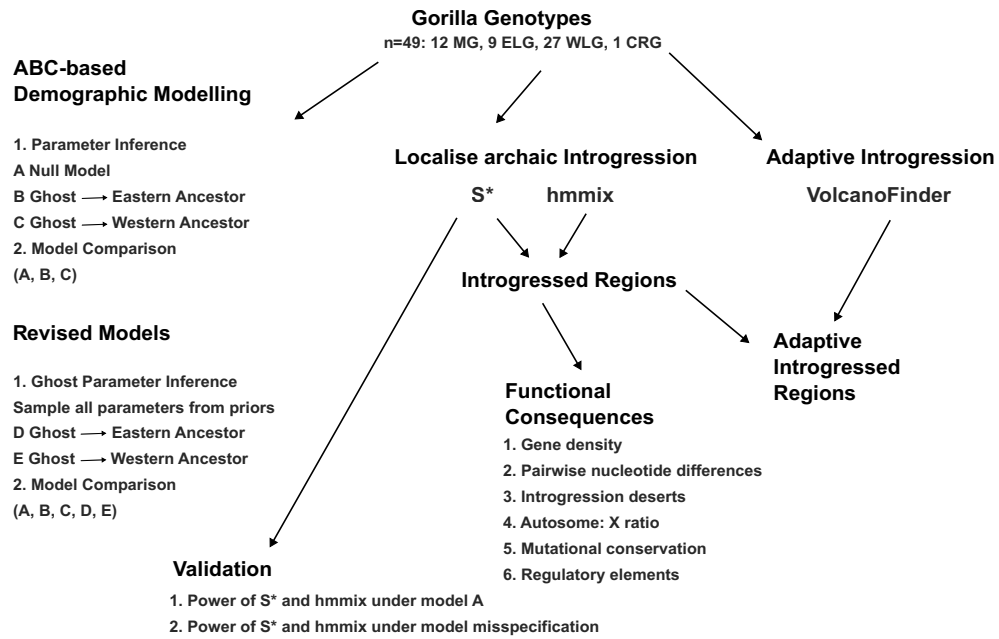 Gorilla Genotypes
n=49: 12 MG, 9 ELG, 27 WLG, 1 CRG
ABC-based
Demographic Modelling
1. Parameter Inference
A Null Model
B Ghost → Eastern Ancestor
C Ghost → Western Ancestor
2. Model Comparison
(A, B, C)
Revised Models
1. Ghost Parameter Inference
Sample all parameters from priors
D Ghost → Eastern Ancestor
E Ghost → Western Ancestor
2. Model Comparison
(A, B, C, D, E)
Localise archaic Introgression
S* hmmix
Introgressed Regions
Adaptive Introgression
VolcanoFinder
Adaptive
Introgressed
Regions
Functional
Consequences
1. Gene density
2. Pairwise nucleotide differences
3. Introgression deserts
4. Autosome: X ratio
5. Mutational conservation
6. Regulatory elements
Validation
1. Power of S* and hmmix under model A
2. Power of S* and hmmix under model misspecification